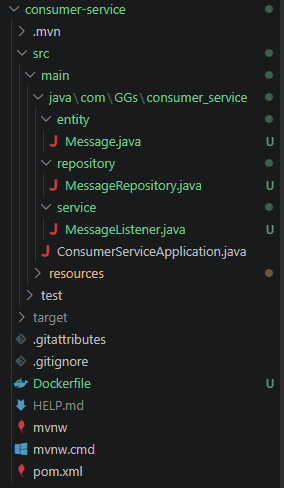 consumer-service
.mvn
src
main
java\com\GGs\consumer_service
entity
Message.java U
repository
MessageRepository.java U
service
MessageListener.java U
ConsumerServiceApplication.java
resources
test
target
.gitattributes
.gitignore
Dockerfile U
HELP.md
mvnw
mvnw.cmd
pom.xml